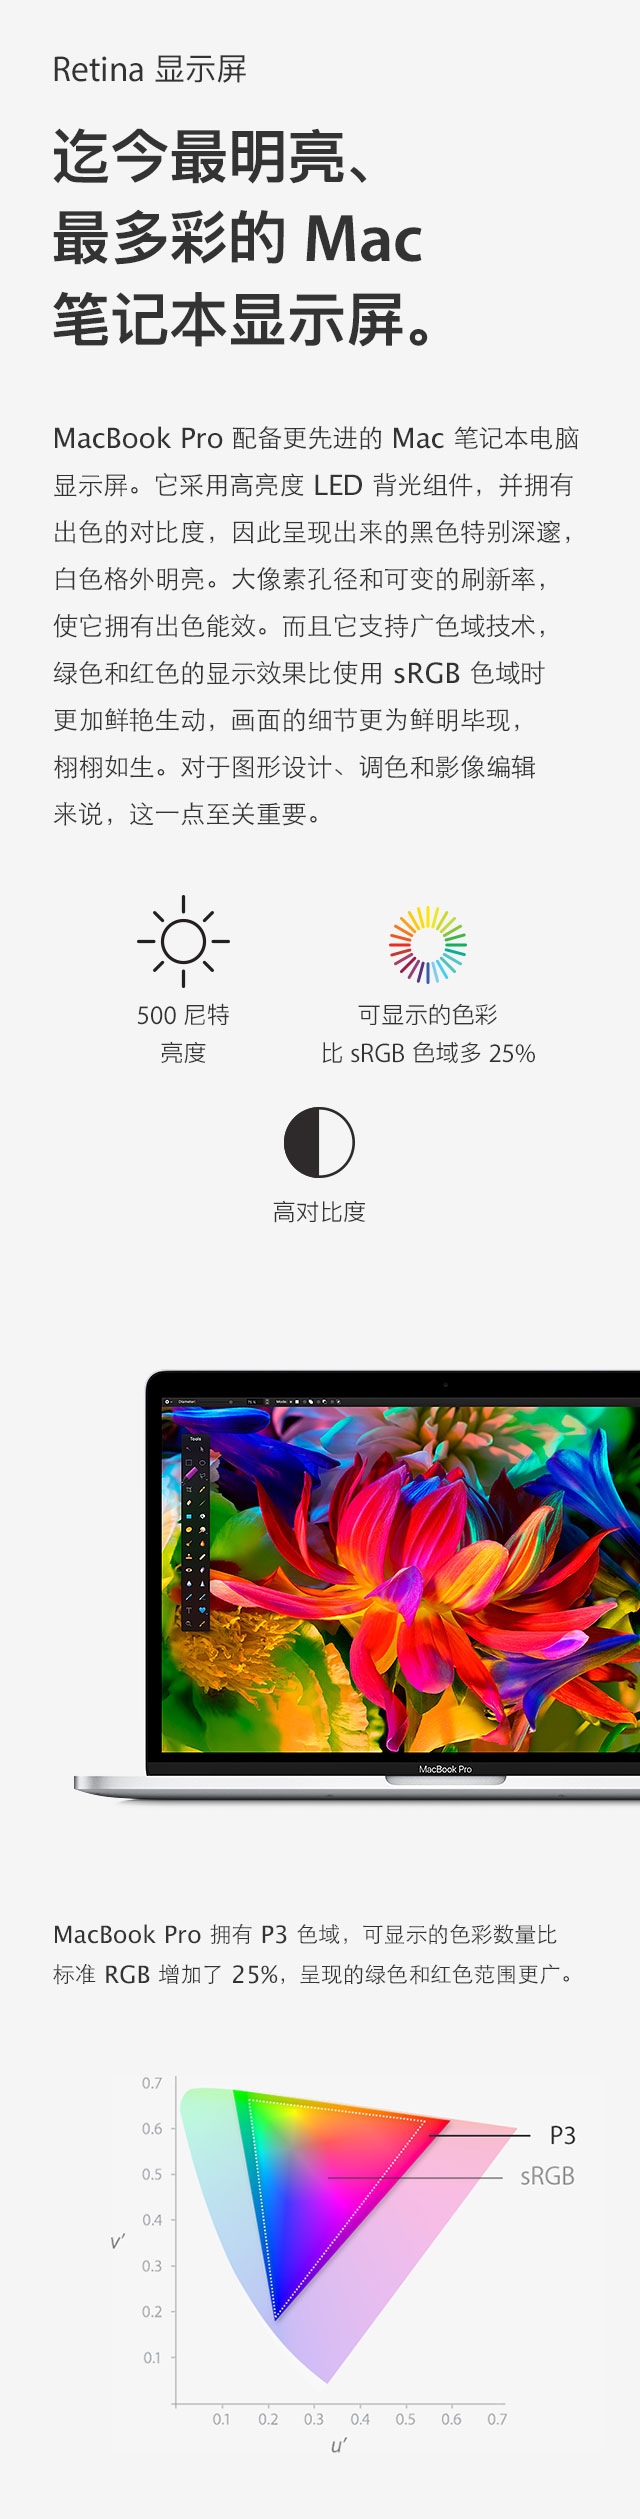 Retina 显示屏
迄今最明亮、
最多彩的 Mac
笔记本显示屏。
MacBook Pro 配备更先进的 Mac 笔记本电脑
显示屏。它采用高亮度 LED 背光组件，并拥有
出色的对比度，因此呈现出来的黑色特别深邃，
白色格外明亮。大像素孔径和可变的刷新率，
使它拥有出色能效。而且它支持广色域技术，
绿色和红色的显示效果比使用 sRGB 色域时
更加鲜艳生动，画面的细节更为鲜明毕现，
栩栩如生。对于图形设计、调色和影像编辑
来说，这一点至关重要。
500 尼特
亮度
可显示的色彩
比 sRGB 色域多 25%
高对比度
Diameter:
Mode:
Tools
MacBook Pro
MacBook Pro 拥有 P3 色域，可显示的色彩数量比
标准 RGB 增加了 25%，呈现的绿色和红色范围更广。
0.7
0.6
0.5
0.4
0.3
0.2
0.1
v′
P3
sRGB
0.1 0.2 0.3 0.4 0.5 0.6 0.7
u′